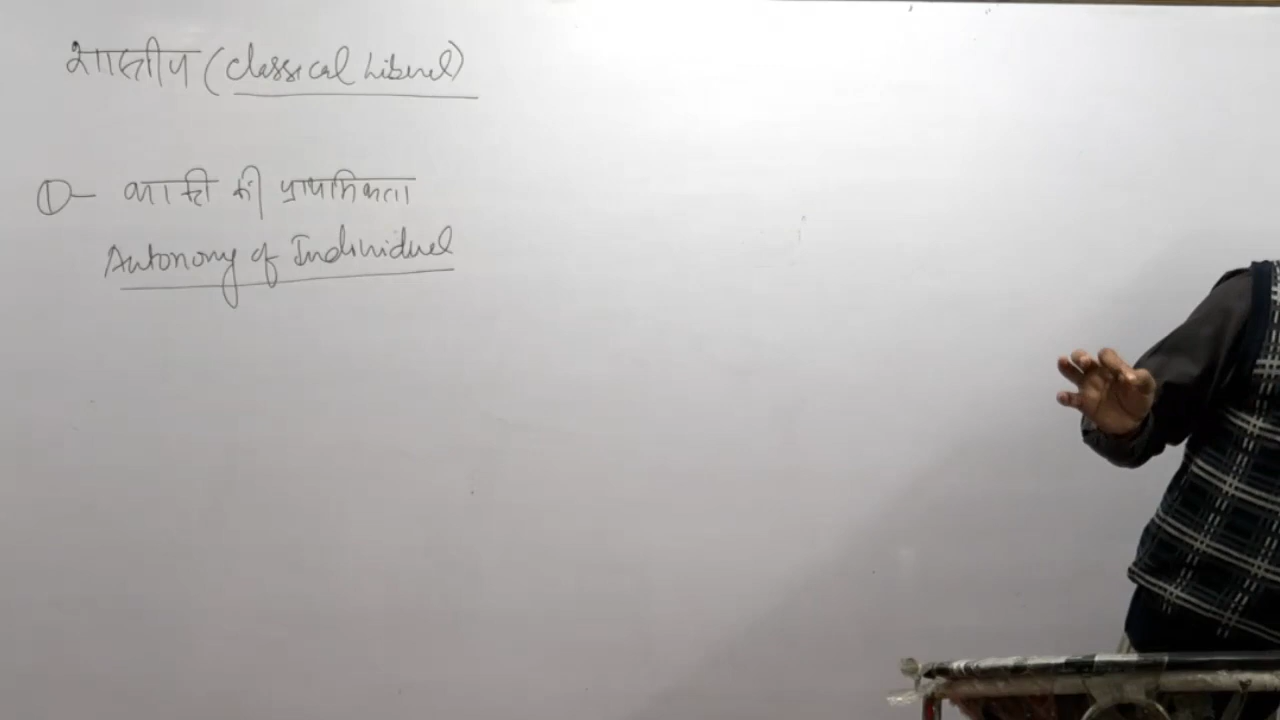 शास्त्रीय (Classical Liberal)
①- व्यक्ति की प्राथमिकता
Autonomy of Individual